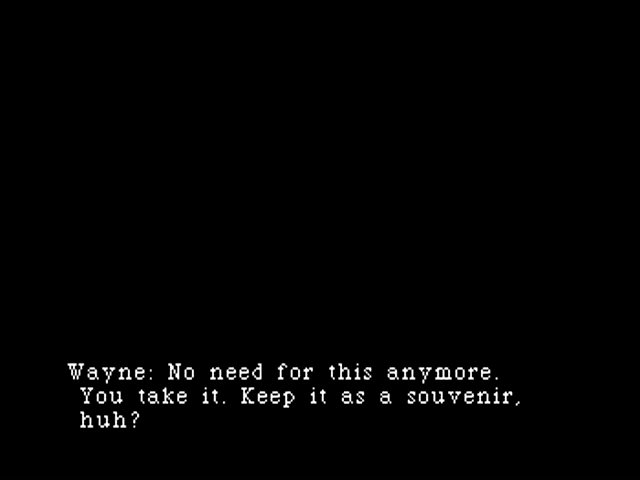 Wayne: No need for this anymore.
You take it. Keep it as a souvenir,
huh?